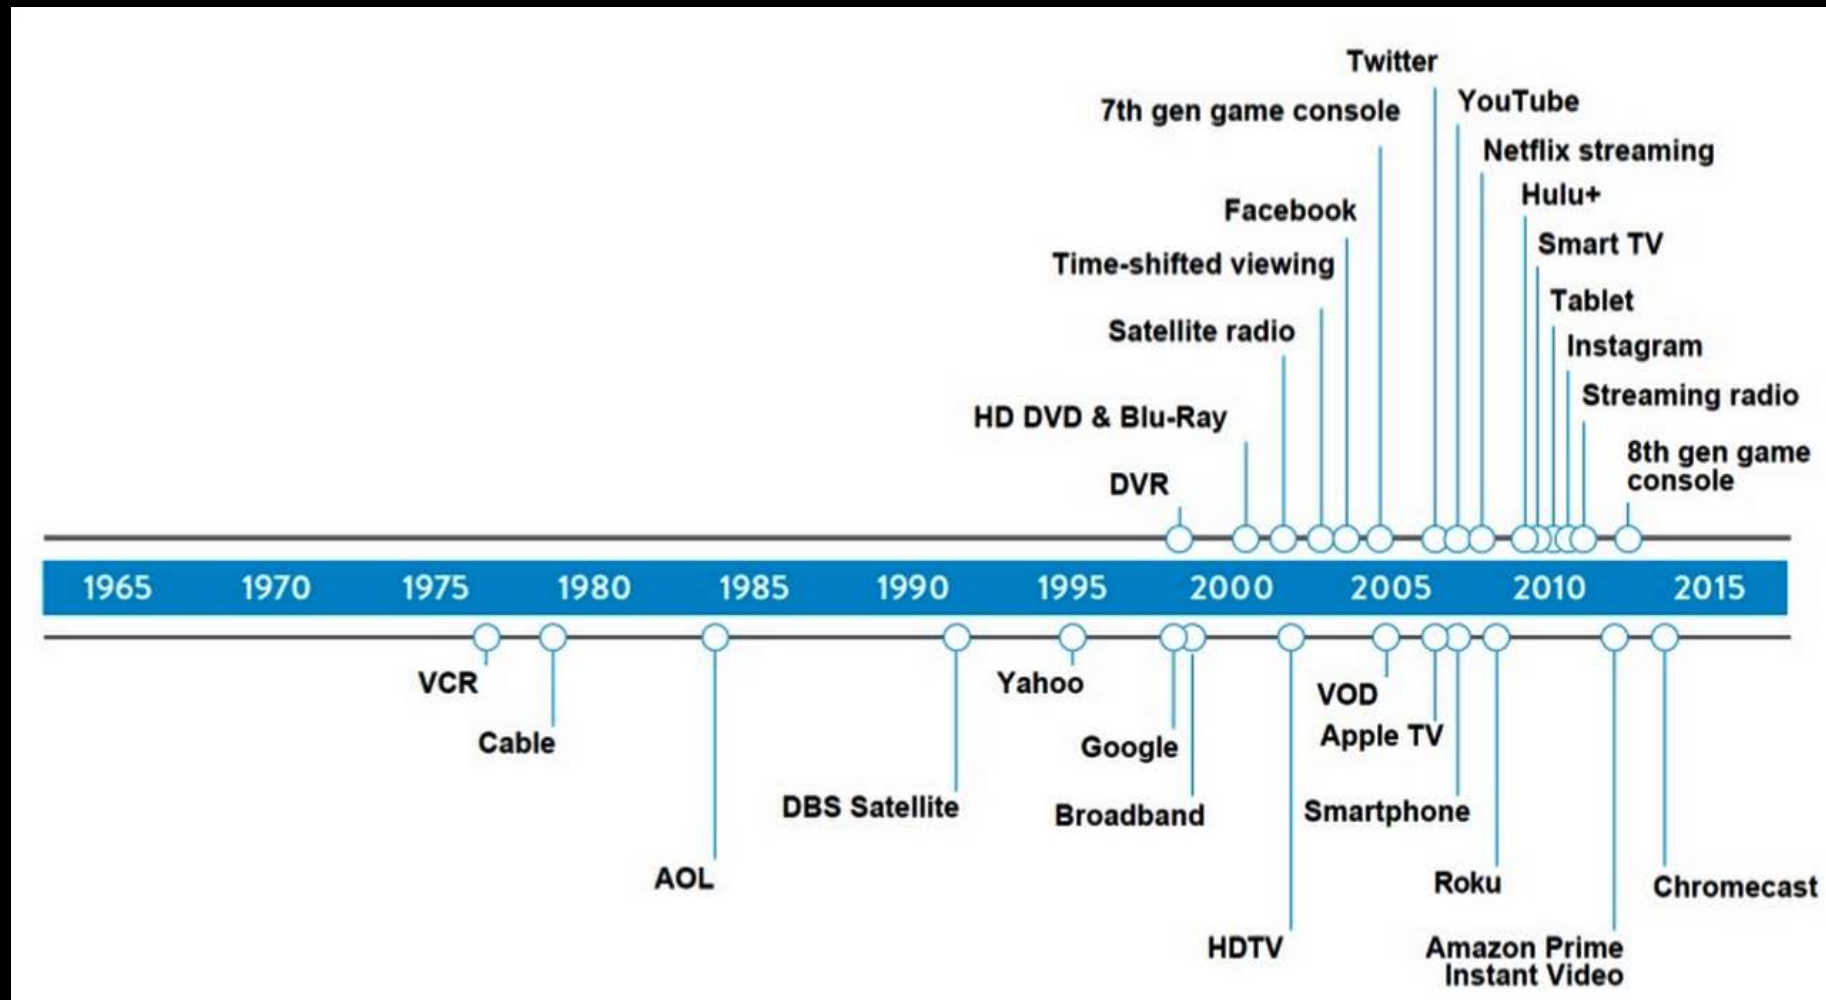 Twitter
YouTube
7th gen game console
Netflix streaming
Hulu+
Facebook
Smart TV
Time-shifted viewing
Tablet
Satellite radio
Instagram
Streaming radio
HD DVD & Blu-Ray
8th gen game
console
DVR
1965 1970 1975 1980 1985 1990 1995 2000 2005 2010 2015
VCR
Yahoo
VOD
Cable
Google
Apple TV
DBS Satellite
Broadband
Smartphone
AOL
Roku
Chromecast
HDTV
Amazon Prime
Instant Video